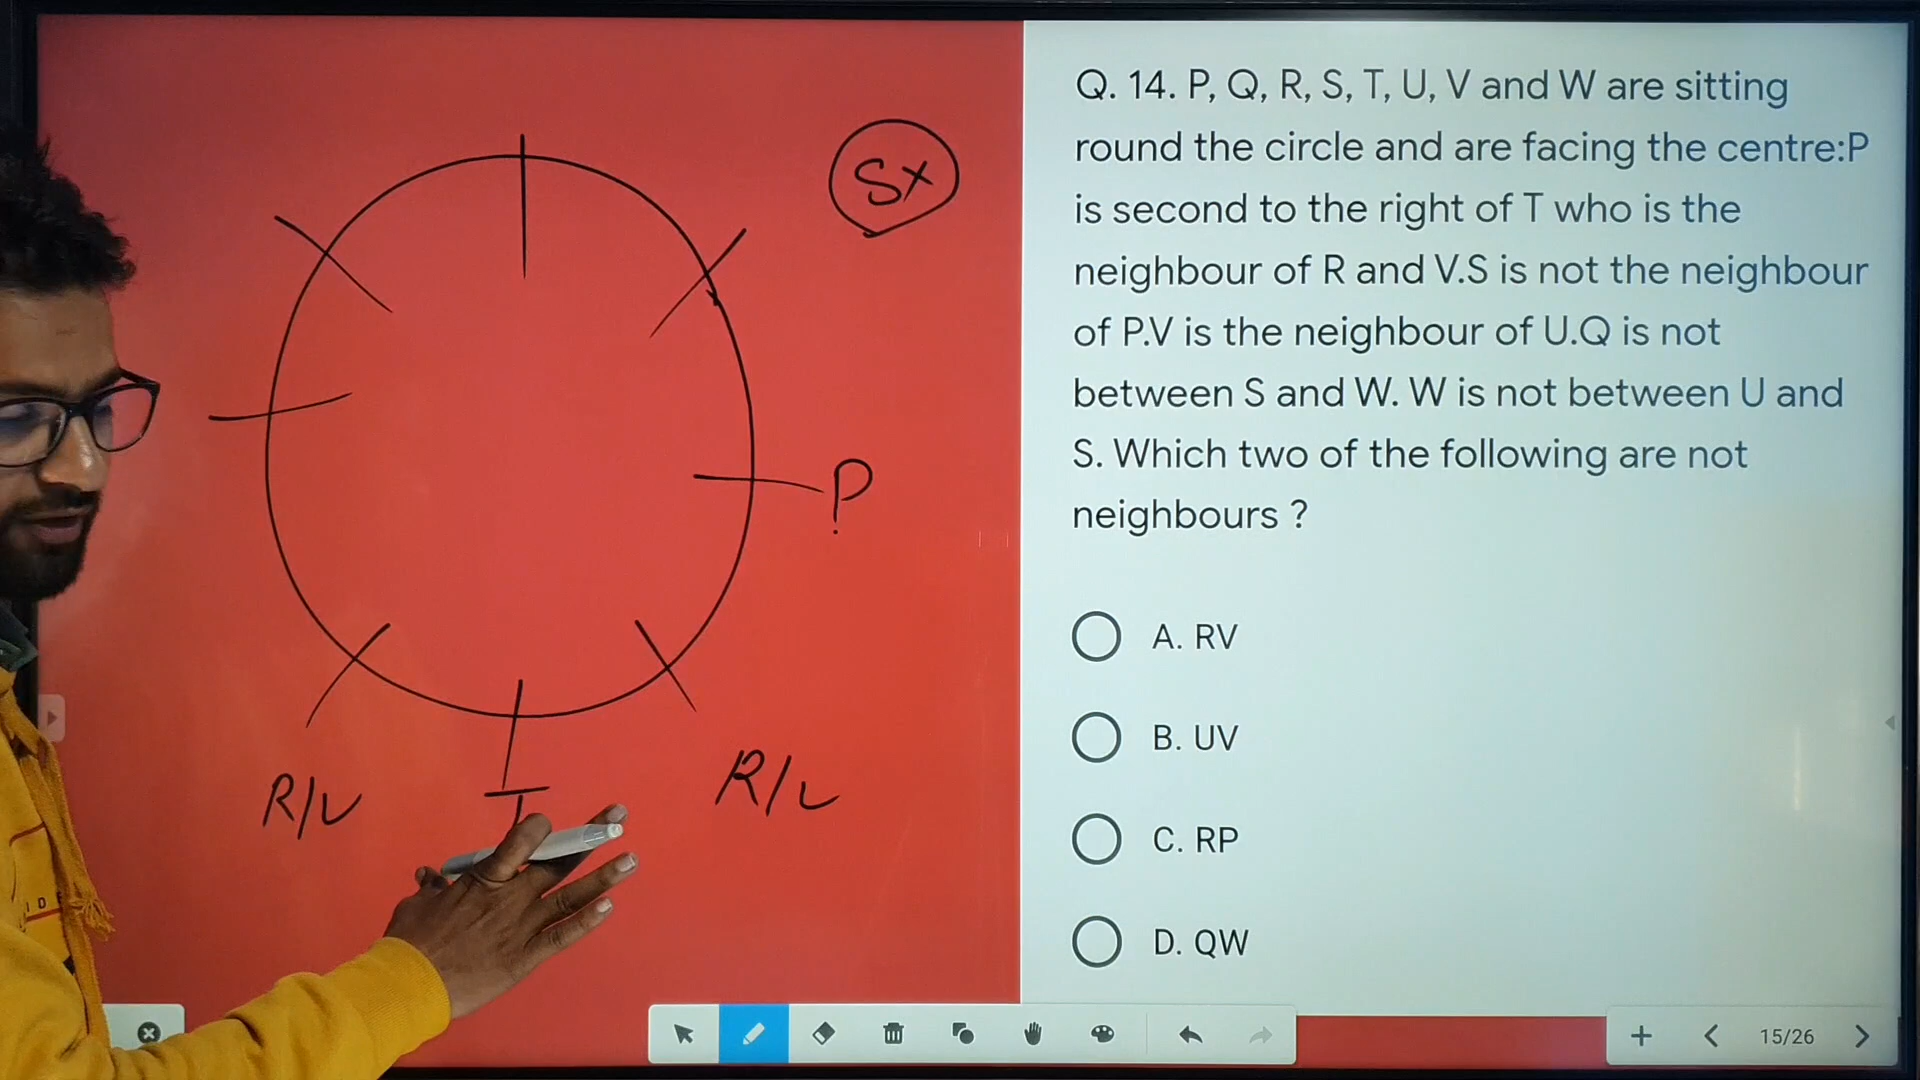 Q. 14. P, Q, R, S, T, U, V and W are sitting
round the circle and are facing the centre:P
is second to the right of T who is the
neighbour of R and V.S is not the neighbour
of P.V is the neighbour of U.Q is not
between S and W. W is not between U and
S. Which two of the following are not
neighbours ?
A. RV
B. UV
C. RP
D. QW
S×
P
R/V
T
R/V
15/26